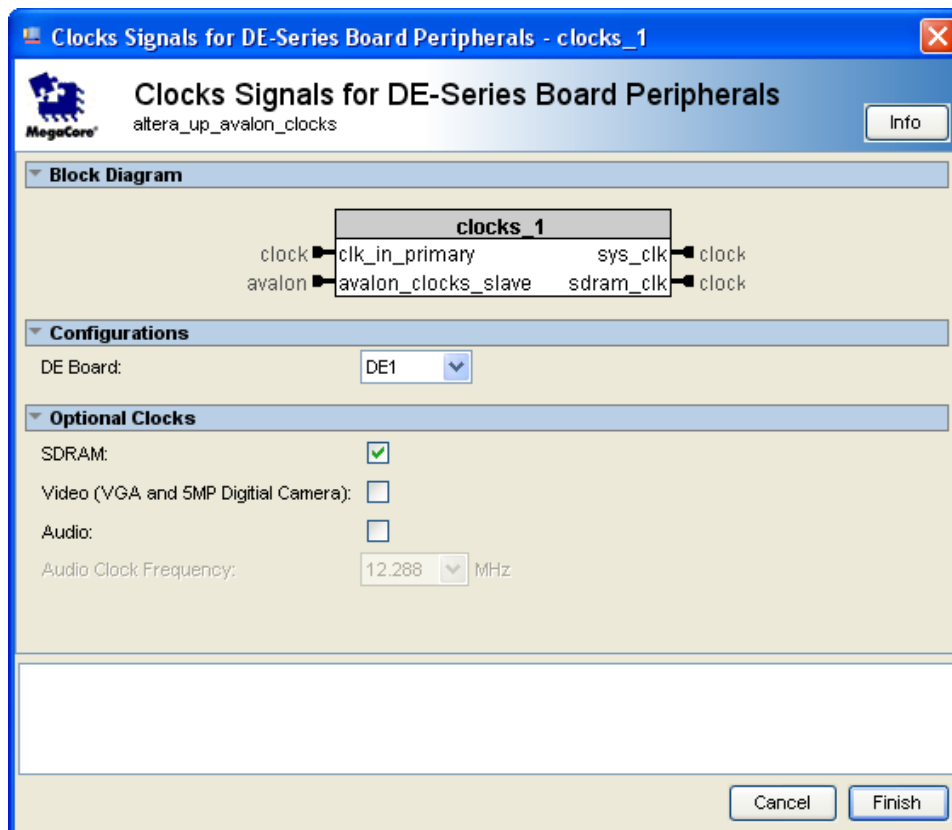 Clocks Signals for DE-Series Board Peripherals - clocks_1
Clocks Signals for DE-Series Board Peripherals
altera_up_avalon_clocks
MegaCore®
Info
Block Diagram
clocks_1
clock clk_in_primary sys_clk clock
avalon avalon_clocks_slave sdram_clk clock
Configurations
DE Board: DE1
Optional Clocks
SDRAM:
Video (VGA and 5MP Digitial Camera):
Audio:
Audio Clock Frequency: 12.288 MHz
Cancel Finish